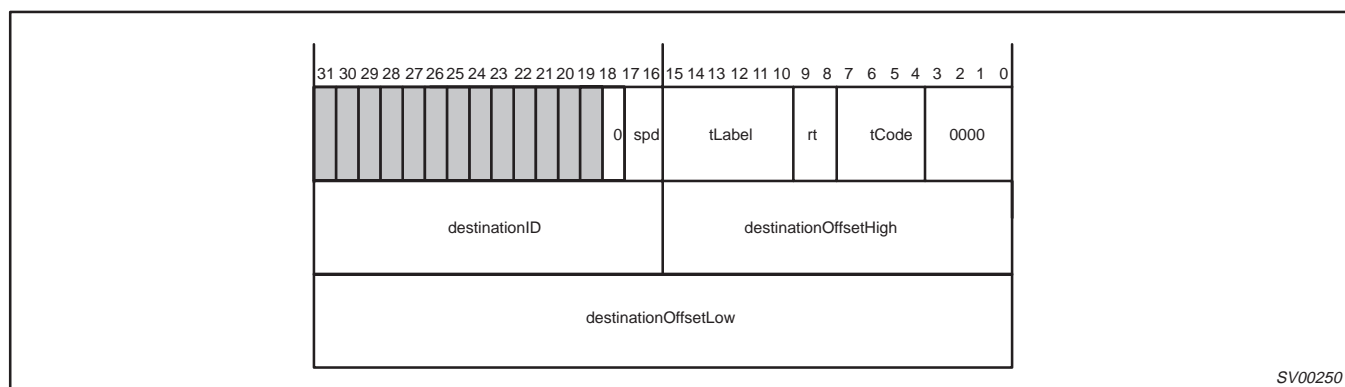 31 30 29 28 27 26 25 24 23 22 21 20 19 18 17 16 15 14 13 12 11 10 9 8 7 6 5 4 3 2 1 0
0 spd tLabel rt tCode 0000
destinationID destinationOffsetHigh
destinationOffsetLow
SV00250